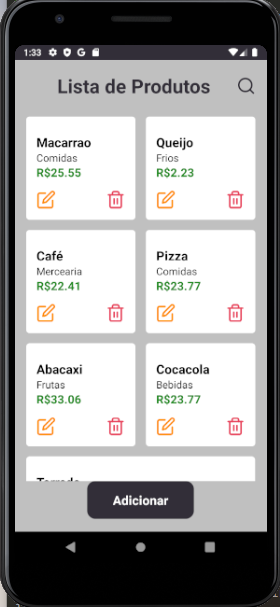 1:33
Lista de Produtos
Macarrao
Comidas
R$25.55
Queijo
Frios
R$2.23
Café
Mercearia
R$22.41
Pizza
Comidas
R$23.77
Abacaxi
Frutas
R$33.06
Cocacola
Bebidas
R$23.77
Adicionar